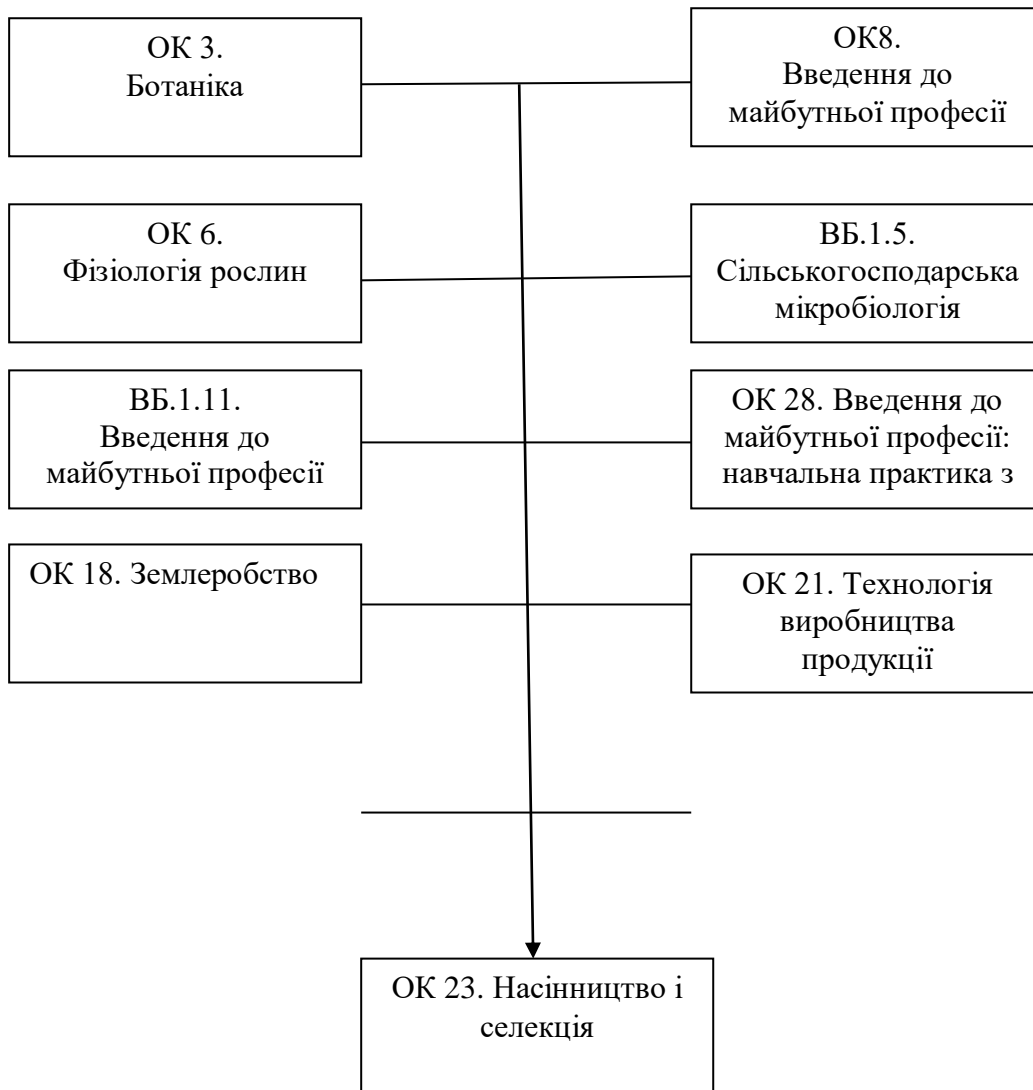 ОК 3.
Ботаніка
ОК8.
Введення до
майбутньої професії
ОК 6.
Фізіологія рослин
ВБ.1.5.
Сільськогосподарська
мікробіологія
ВБ.1.11.
Введення до
майбутньої професії
ОК 28. Введення до
майбутньої професії:
навчальна практика з
ОК 18. Землеробство
ОК 21. Технологія
виробництва
продукції
ОК 23. Насінництво і
селекція